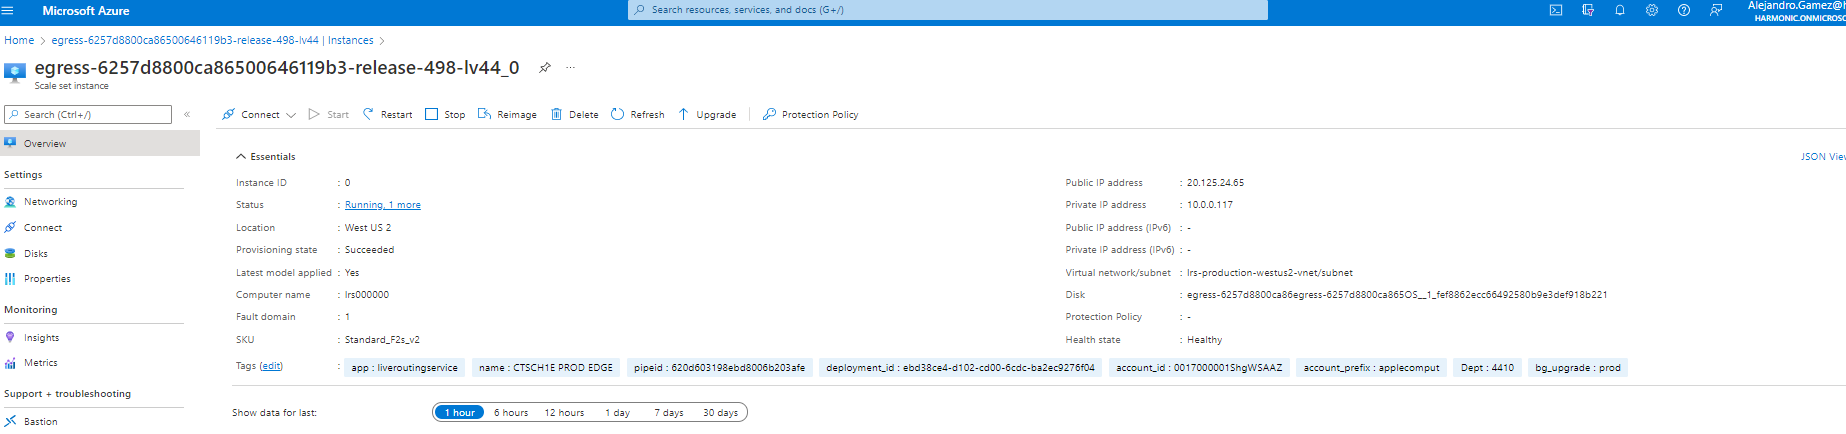 Microsoft Azure
Search resources, services, and docs (G+/)
Alejandro.Gamez@h
HARMONIC.ONMICROSO
Home > egress-6257d8800ca86500646119b3-release-498-lv44 | Instances >
egress-6257d8800ca86500646119b3-release-498-lv44_0
Scale set instance
Search (Ctrl+/)
«
Connect
Start
Restart
Stop
Reimage
Delete
Refresh
Upgrade
Protection Policy
Overview
Settings
Networking
Connect
Disks
Properties
Monitoring
Insights
Metrics
Support + troubleshooting
Bastion
Essentials
JSON View
Instance ID : 0
Status : Running, 1 more
Location : West US 2
Provisioning state : Succeeded
Latest model applied : Yes
Computer name : lrs000000
Fault domain : 1
SKU : Standard_F2s_v2
Public IP address : 20.125.24.65
Private IP address : 10.0.0.117
Public IP address (IPv6) : -
Private IP address (IPv6) : -
Virtual network/subnet : lrs-production-westus2-vnet/subnet
Disk : egress-6257d8800ca86egress-6257d8800ca865OS__1_fef8862ecc66492580b9e3def918b221
Protection Policy : -
Health state : Healthy
Tags (edit) : app : liveroutingservice name : CTSCH1E PROD EDGE pipeid : 620d603198ebd8006b203afe deployment_id : ebd38ce4-d102-cd00-6cdc-ba2ec9276f04 account_id : 0017000001ShgWSAAZ account_prefix : applecomput Dept : 4410 bg_upgrade : prod
Show data for last: 1 hour 6 hours 12 hours 1 day 7 days 30 days